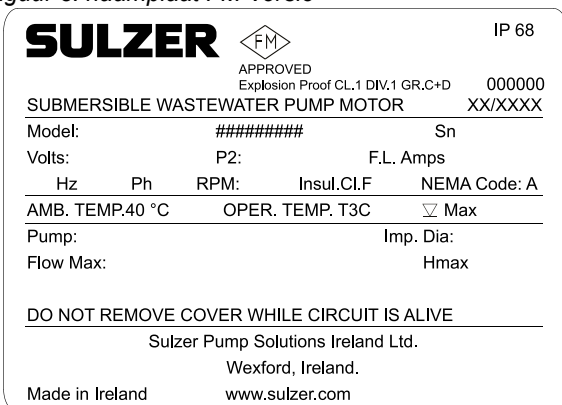 SULZER FM IP 68
APPROVED
Explosion Proof CL.1 DIV.1 GR.C+D 000000
SUBMERSIBLE WASTEWATER PUMP MOTOR XX/XXXX
Model: ######### Sn
Volts: P2: F.L. Amps
Hz Ph RPM: Insul.Cl.F NEMA Code: A
AMB. TEMP.40 °C OPER. TEMP. T3C ▽ Max
Pump: Imp. Dia:
Flow Max: Hmax
DO NOT REMOVE COVER WHILE CIRCUIT IS ALIVE
Sulzer Pump Solutions Ireland Ltd.
Wexford, Ireland.
Made in Ireland www.sulzer.com